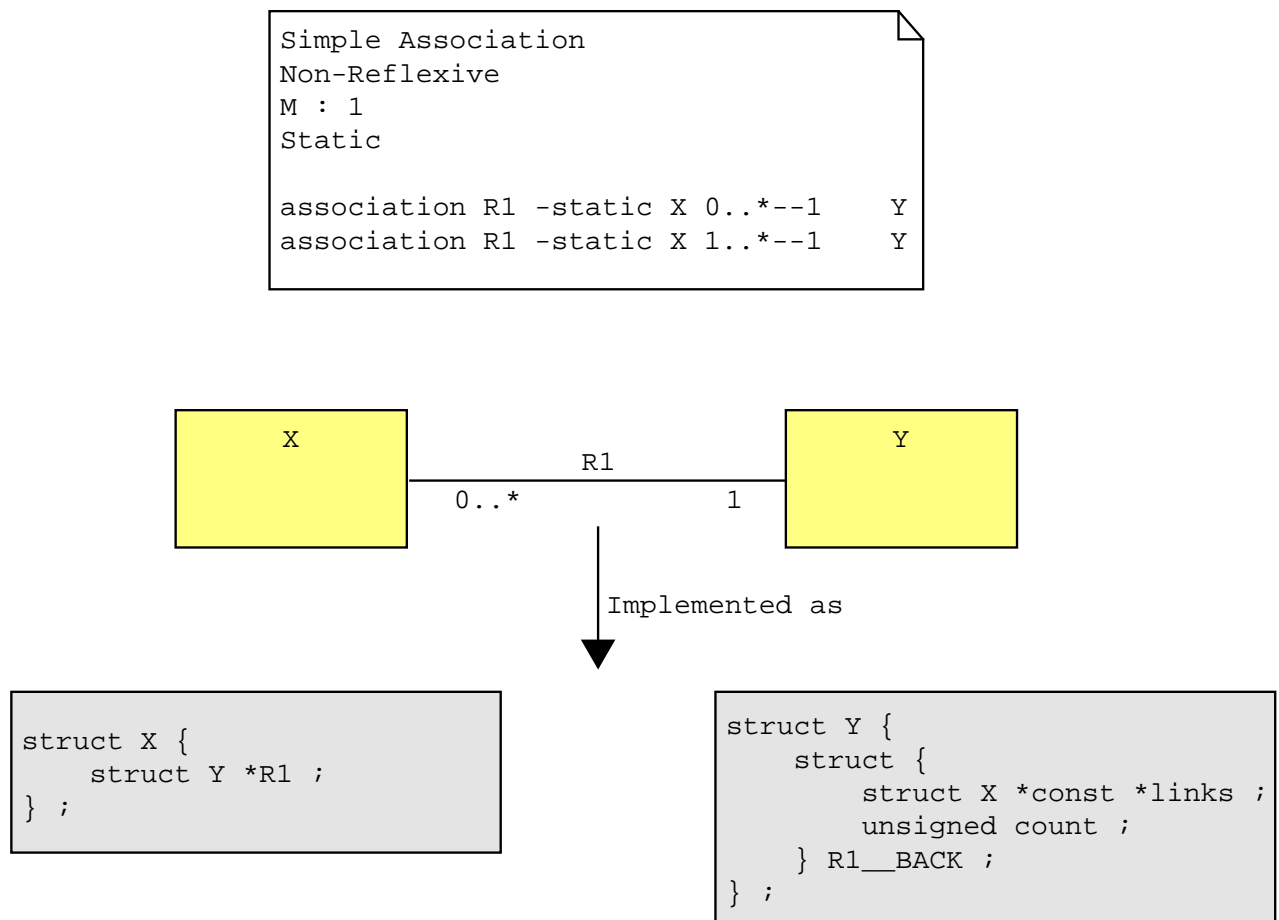 Simple Association
Non-Reflexive
M : 1
Static
association R1 -static X 0..*--1    Y
association R1 -static X 1..*--1    Y
X
R1
Y
0..*
1
Implemented as
struct X {
    struct Y *R1 ;
} ;
struct Y {
    struct {
        struct X *const *links ;
        unsigned count ;
    } R1__BACK ;
} ;